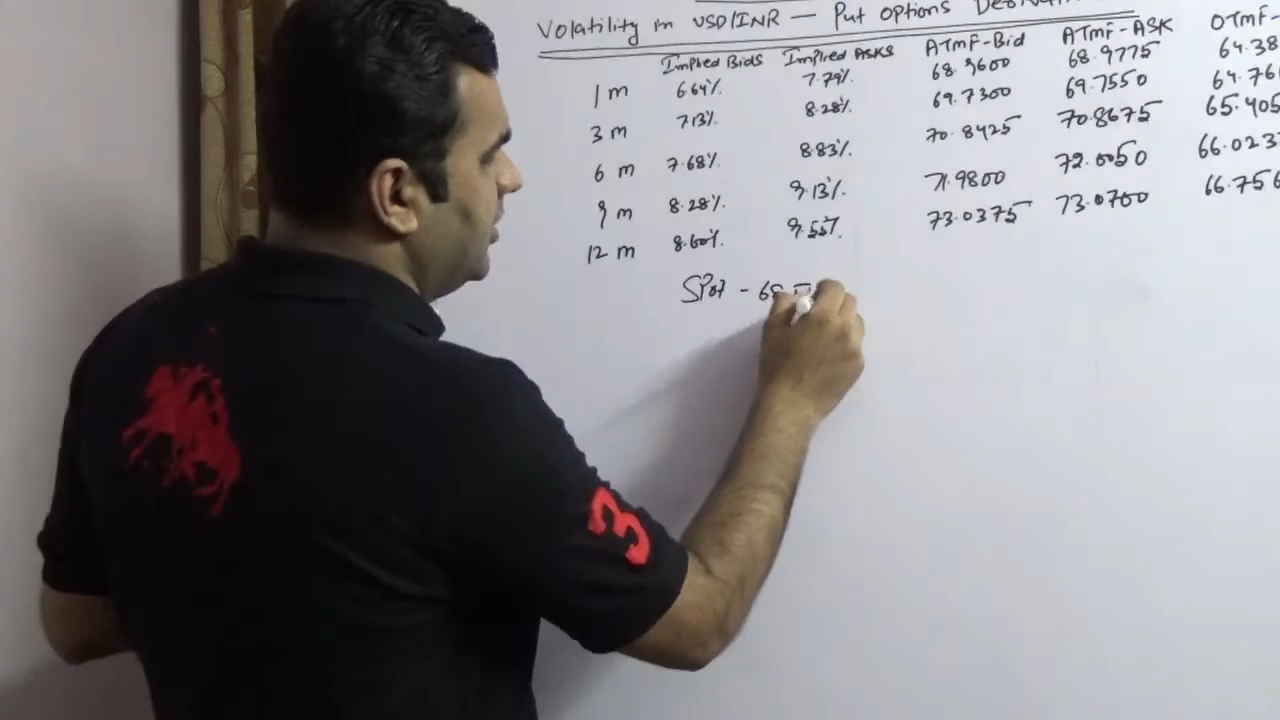 Volatility in USD/INR — Put Options
Implied Bids Implied ASKS ATMF-Bid ATMF-ASK OTMF-
1 m 6.64% 7.79% 68.9600 68.9775 64.38
3 m 7.13% 8.28% 69.7300 69.7550 64.76
6 m 7.68% 8.83% 70.8425 70.8675 65.405
9 m 8.28% 9.13% 71.9800 72.0050 66.023
12 m 8.60% 9.55% 73.0375 73.0700 66.756
Spot -
3